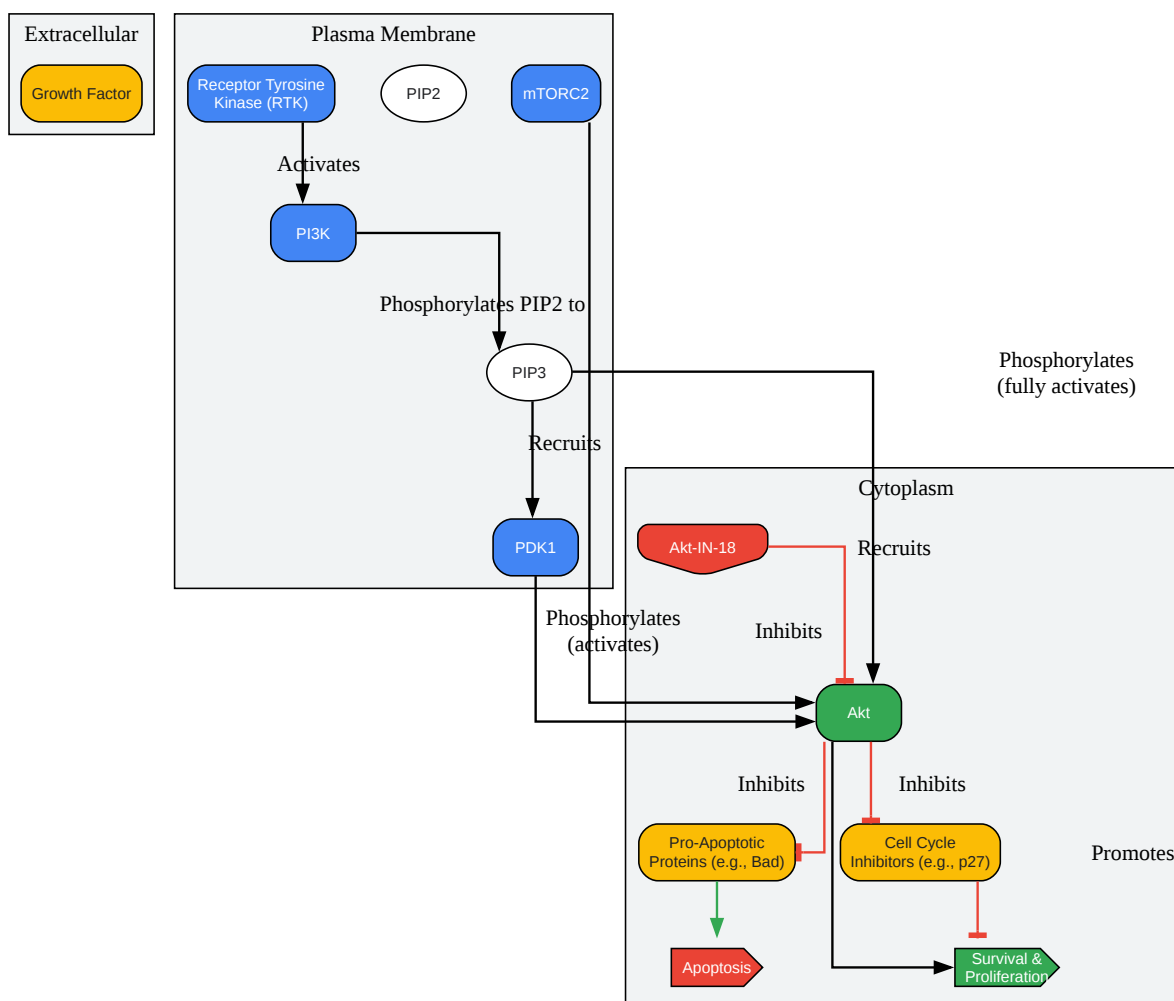 Extracellular
Plasma Membrane
Growth Factor
Receptor Tyrosine
Kinase (RTK)
PIP2
mTORC2
Activates
PI3K
Phosphorylates PIP2 to
PIP3
Phosphorylates
(fully activates)
Recruits
Cytoplasm
PDK1
Akt-IN-18
Recruits
Phosphorylates
(activates)
Inhibits
Akt
Inhibits
Inhibits
Pro-Apoptotic
Proteins (e.g., Bad)
Cell Cycle
Inhibitors (e.g., p27)
Promotes
Apoptosis
Survival &
Proliferation